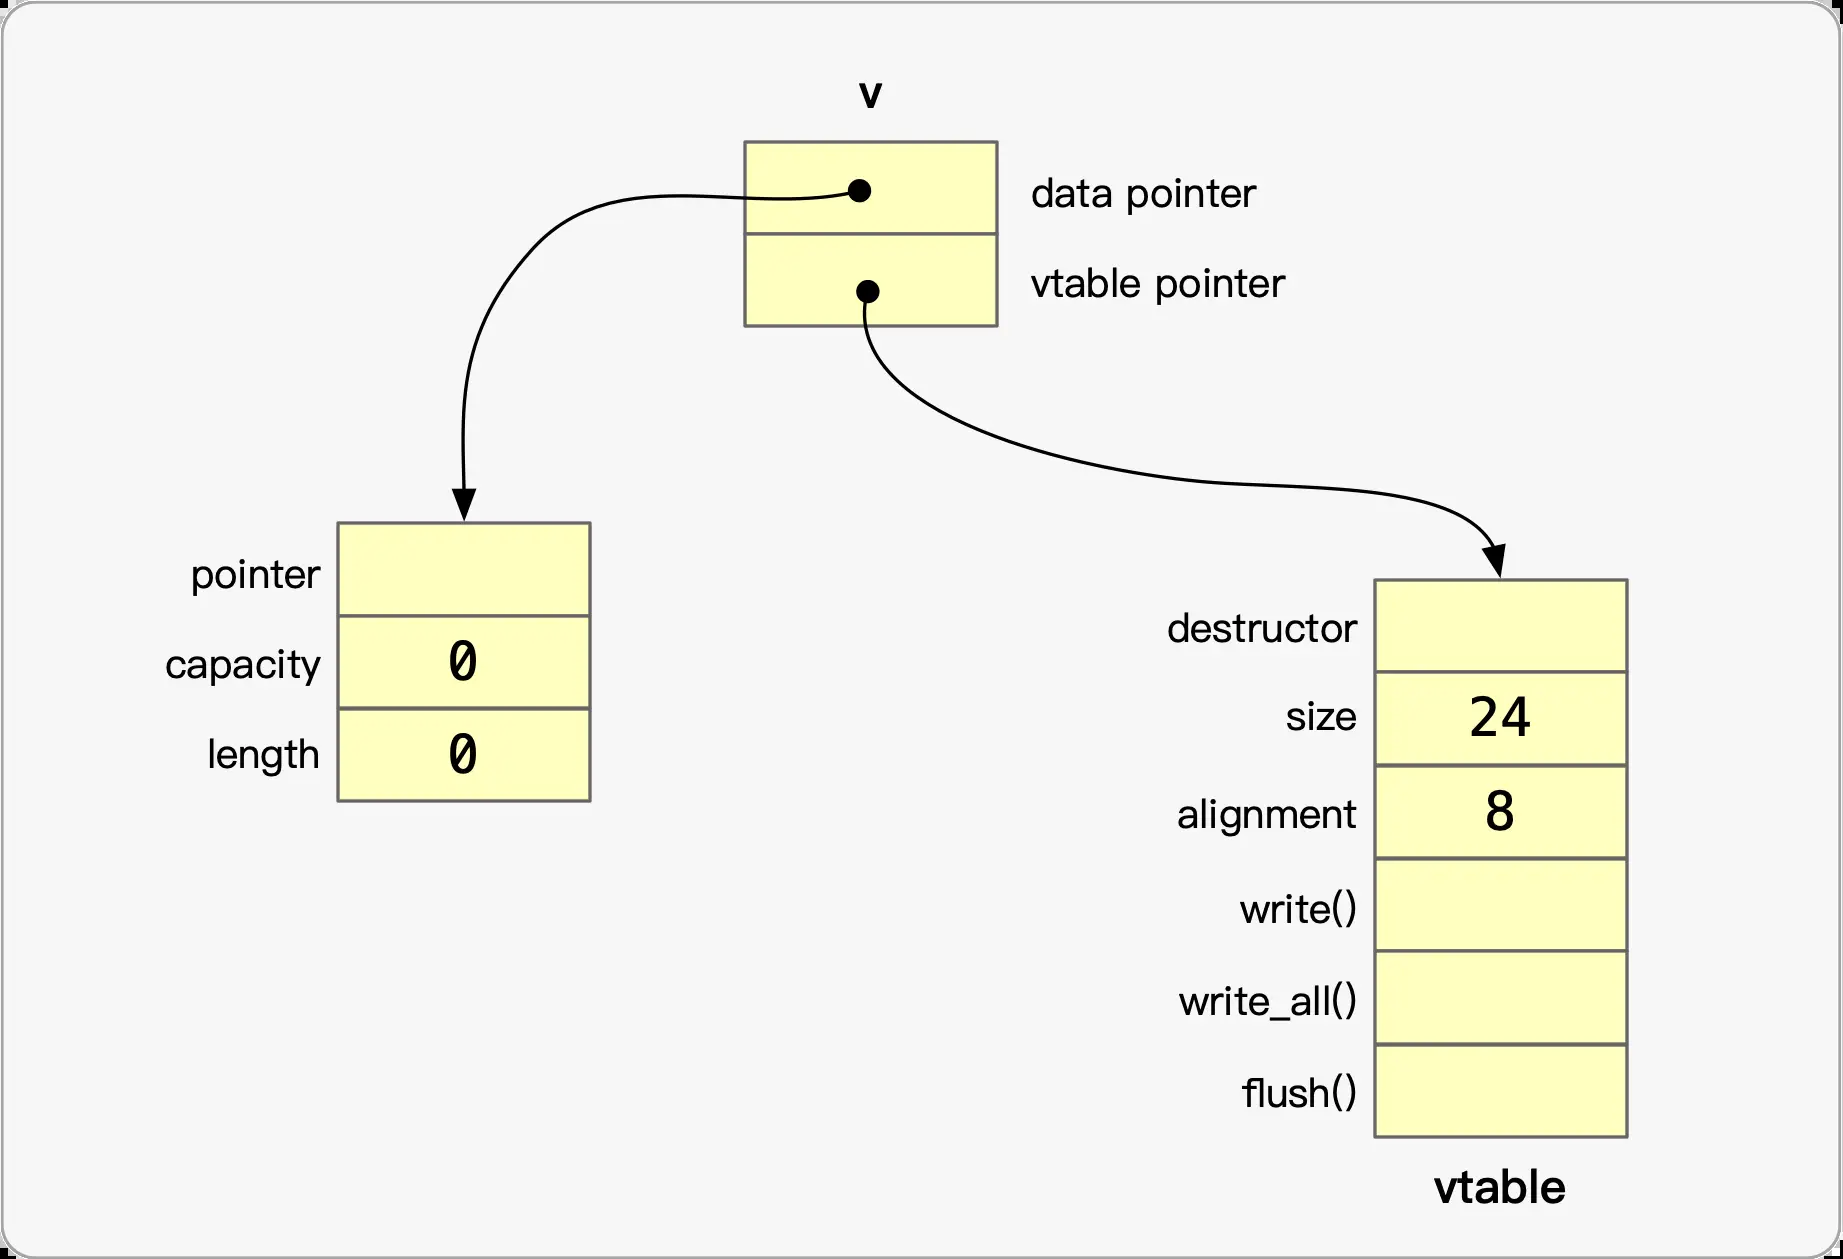 v
data pointer
vtable pointer
pointer
capacity 0
length 0
destructor
size 24
alignment 8
write()
write_all()
flush()
vtable